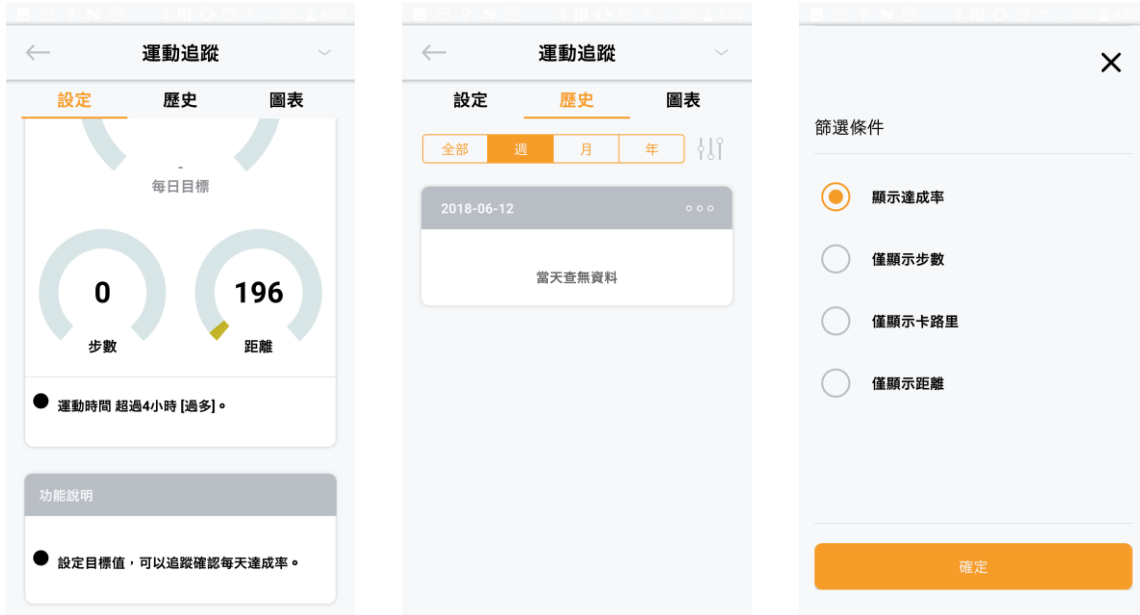 運動追蹤
設定 歷史 圖表
-
每日目標
0 196
步數 距離
運動時間 超過4小時 [過多]。
功能說明
設定目標值,可以追蹤確認每天達成率。
運動追蹤
設定 歷史 圖表
全部 週 月 年
2018-06-12
當天查無資料
篩選條件
顯示達成率
僅顯示步數
僅顯示卡路里
僅顯示距離
確定